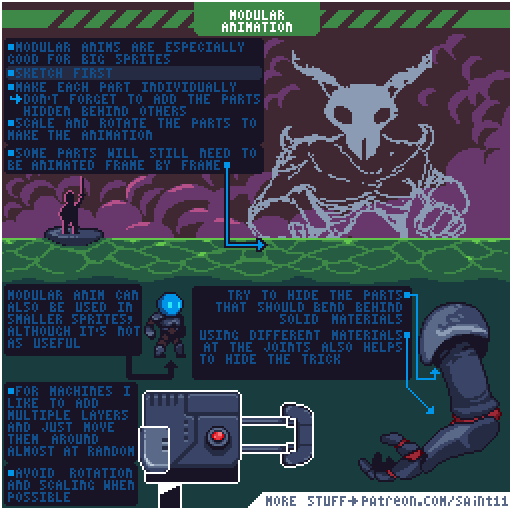 MODULAR
ANIMATION
▪MODULAR ANIMS ARE ESPECIALLY
GOOD FOR BIG SPRITES
▪SKETCH FIRST
▪MAKE EACH PART INDIVIDUALLY
↳DON'T FORGET TO ADD THE PARTS
HIDDEN BEHIND OTHERS
▪SCALE AND ROTATE THE PARTS TO
MAKE THE ANIMATION
▪SOME PARTS WILL STILL NEED TO
BE ANIMATED FRAME BY FRAME
MODULAR ANIM CAN
ALSO BE USED IN
SMALLER SPRITES,
ALTHOUGH IT'S NOT
AS USEFUL
TRY TO HIDE THE PARTS
THAT SHOULD BEND BEHIND
SOLID MATERIALS
USING DIFFERENT MATERIALS
AT THE JOINTS ALSO HELPS
TO HIDE THE TRICK
▪FOR MACHINES I
LIKE TO ADD
MULTIPLE LAYERS
AND JUST MOVE
THEM AROUND
ALMOST AT RANDOM
▪AVOID ROTATION
AND SCALING WHEN
POSSIBLE
MORE STUFF→PATREON.COM/SAINT11